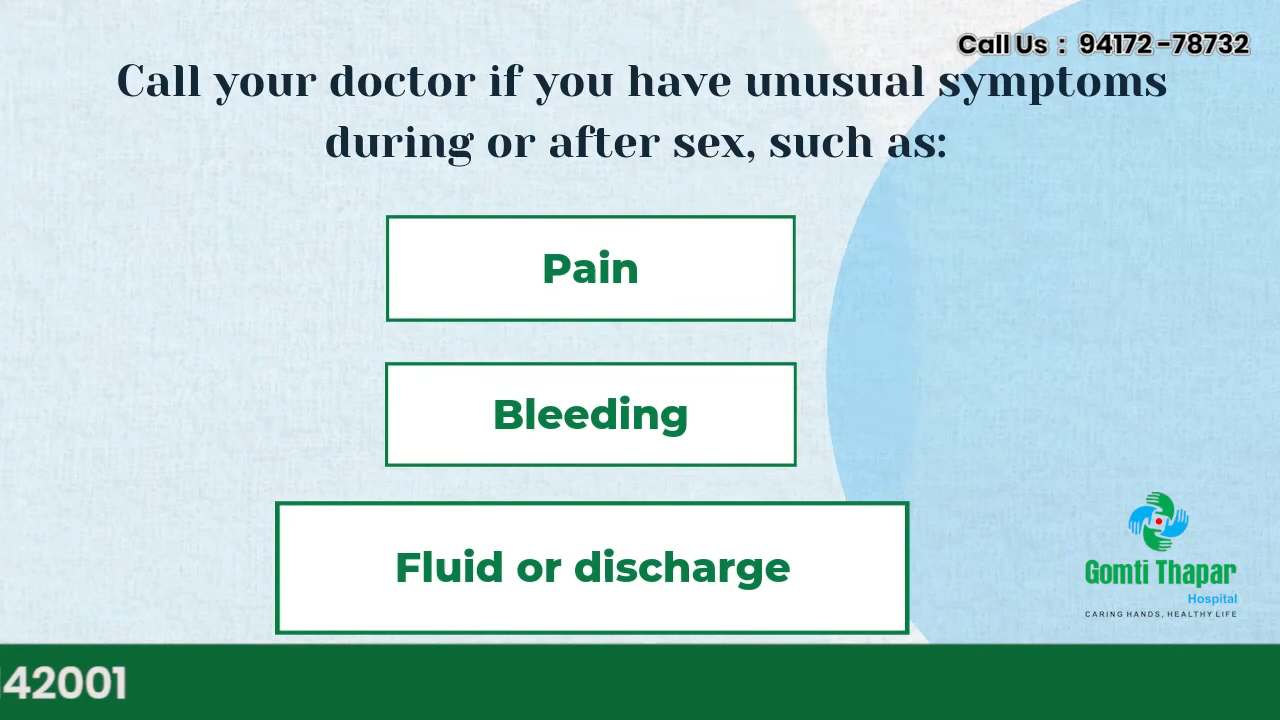 Call Us : 94172-78732
Call your doctor if you have unusual symptoms
during or after sex, such as:
Pain
Bleeding
Fluid or discharge
Gomti Thapar
Hospital
CARING HANDS, HEALTHY LIFE
142001